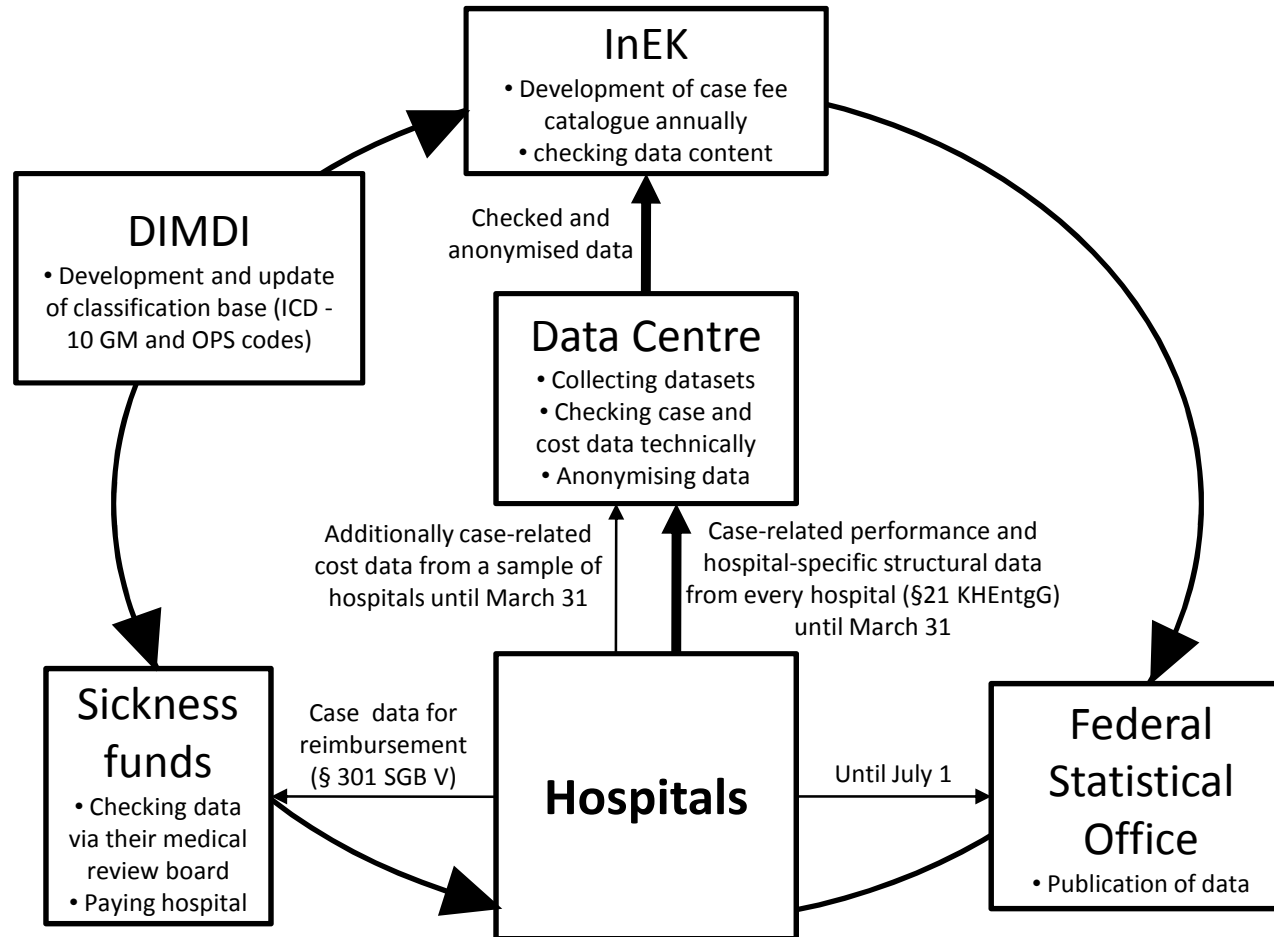 InEK
• Development of case fee
catalogue annually
• checking data content
DIMDI
• Development and update
of classification base (ICD -
10 GM and OPS codes)
Checked and
anonymised data
Data Centre
• Collecting datasets
• Checking case and
cost data technically
• Anonymising data
Additionally case-related
cost data from a sample of
hospitals until March 31
Case-related performance and
hospital-specific structural data
from every hospital (§21 KHEntgG)
until March 31
Sickness
funds
• Checking data
via their medical
review board
• Paying hospital
Case data for
reimbursement
(§ 301 SGB V)
Hospitals
Until July 1
Federal
Statistical
Office
• Publication of data